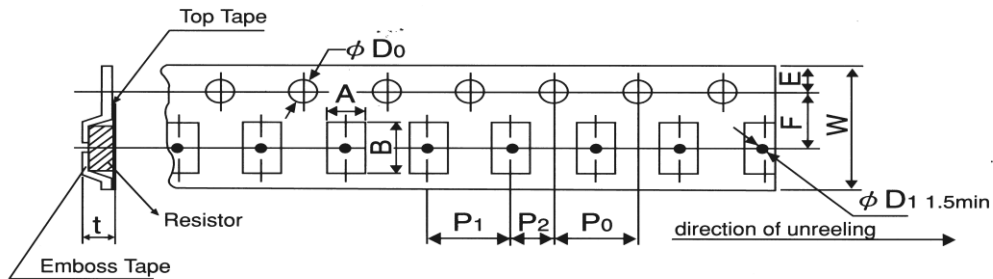 Top Tape
φ D0
A
B
E
F
W
t
Resistor
P1
P2
P0
φ D1 1.5min
direction of unreeling
Emboss Tape